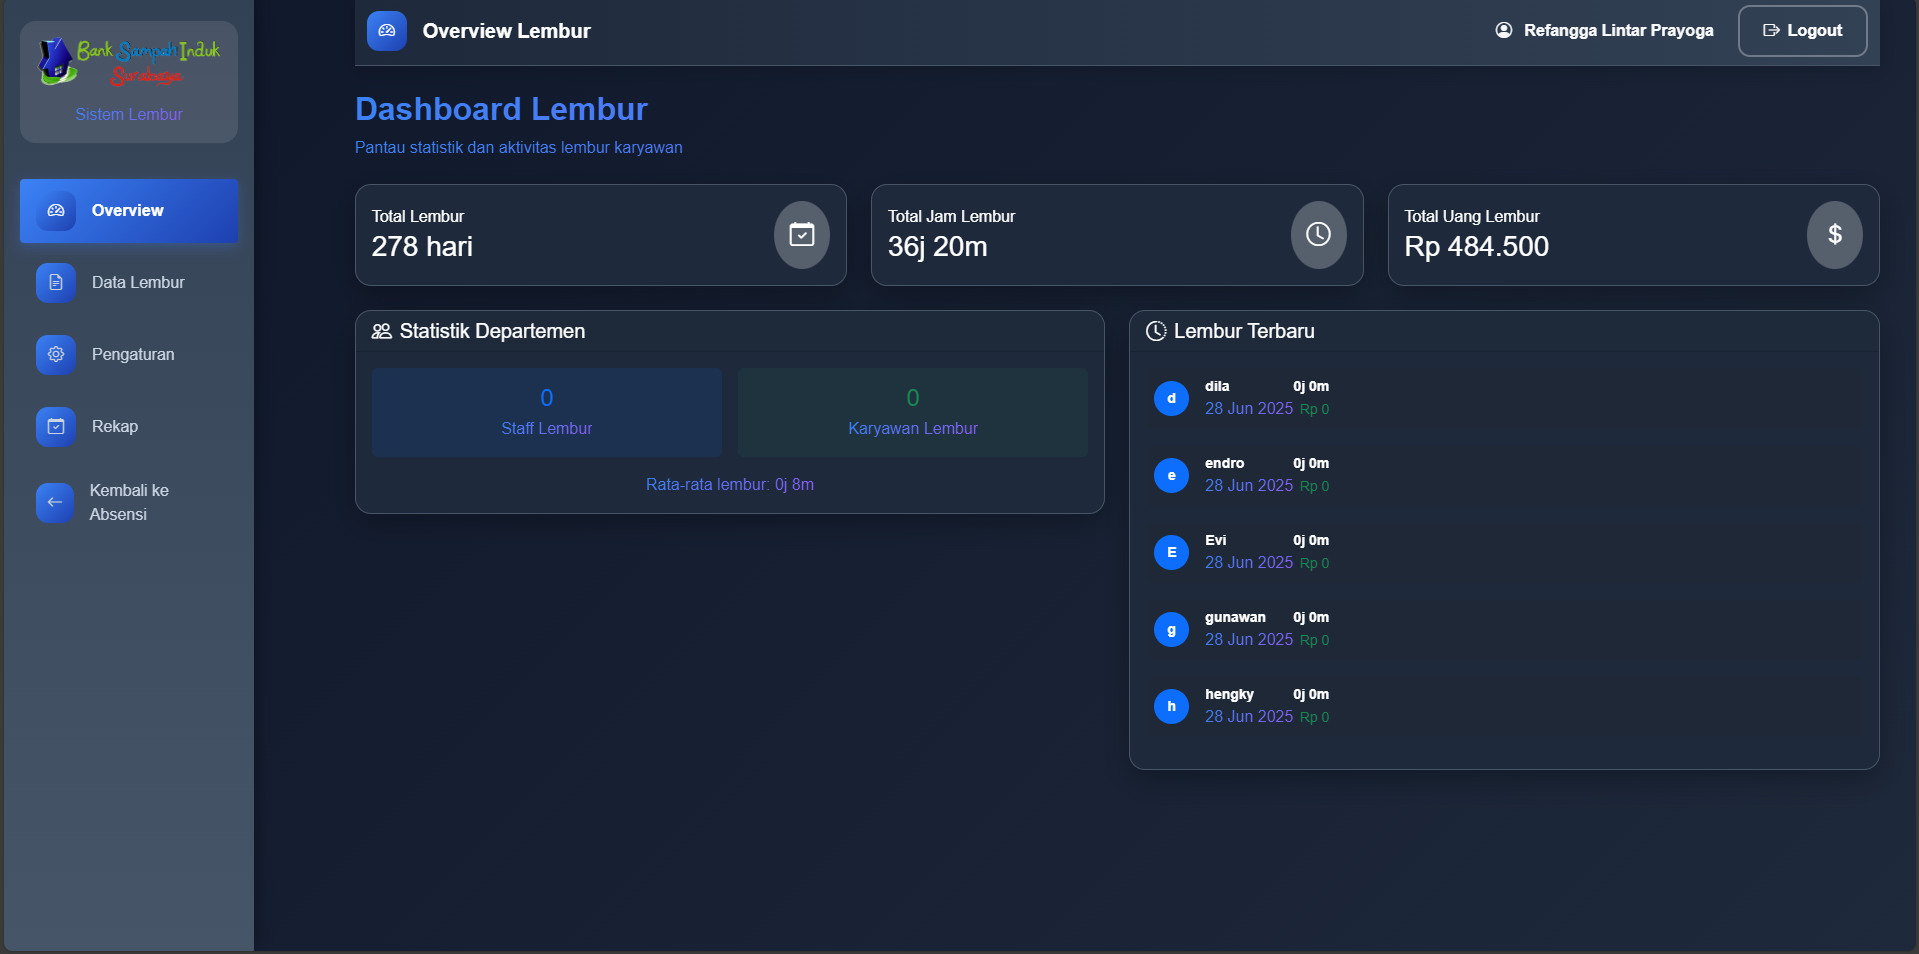 Bank Sampah Induk
Surabaya
Sistem Lembur
Overview
Data Lembur
Pengaturan
Rekap
Kembali ke
Absensi
Overview Lembur
Refangga Lintar Prayoga
Logout
Dashboard Lembur
Pantau statistik dan aktivitas lembur karyawan
Total Lembur
278 hari
Total Jam Lembur
36j 20m
Total Uang Lembur
Rp 484.500
$
Statistik Departemen
0
Staff Lembur
0
Karyawan Lembur
Rata-rata lembur: 0j 8m
Lembur Terbaru
d
dila 0j 0m
28 Jun 2025 Rp 0
e
endro 0j 0m
28 Jun 2025 Rp 0
E
Evi 0j 0m
28 Jun 2025 Rp 0
g
gunawan 0j 0m
28 Jun 2025 Rp 0
h
hengky 0j 0m
28 Jun 2025 Rp 0